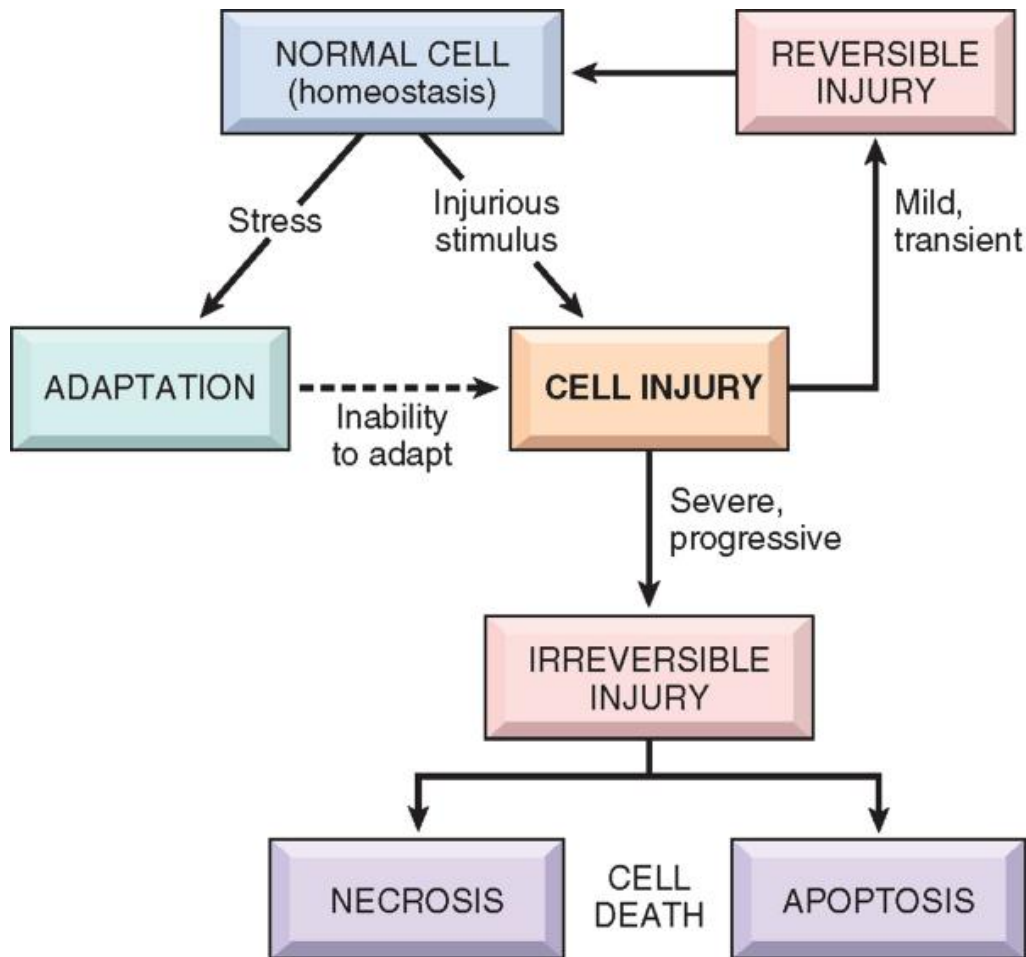 NORMAL CELL
(homeostasis)
REVERSIBLE
INJURY
Stress
Injurious
stimulus
Mild,
transient
ADAPTATION
Inability
to adapt
CELL INJURY
Severe,
progressive
IRREVERSIBLE
INJURY
NECROSIS
CELL
DEATH
APOPTOSIS